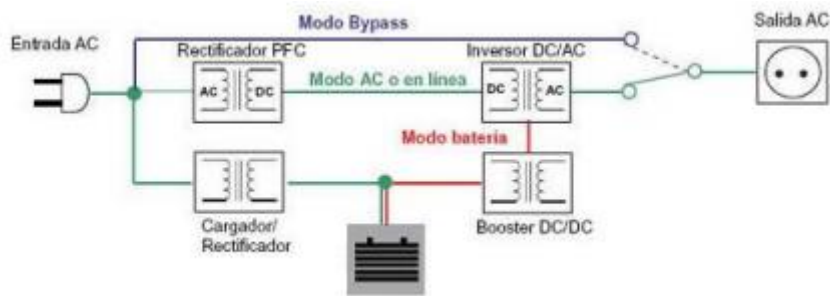 Modo Bypass
Salida AC
Entrada AC
Rectificador PFC
Inversor DC/AC
AC DC
Modo AC o en línea
DC AC
Modo bateria
Cargador/
Rectificador
Booster DC/DC